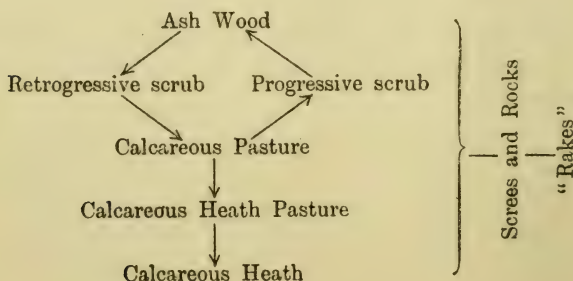 Ash Wood
Retrogressive scrub Progressive scrub
Calcareous Pasture
Calcareous Heath Pasture
Calcareous Heath
Screes and Rocks
"Rakes"